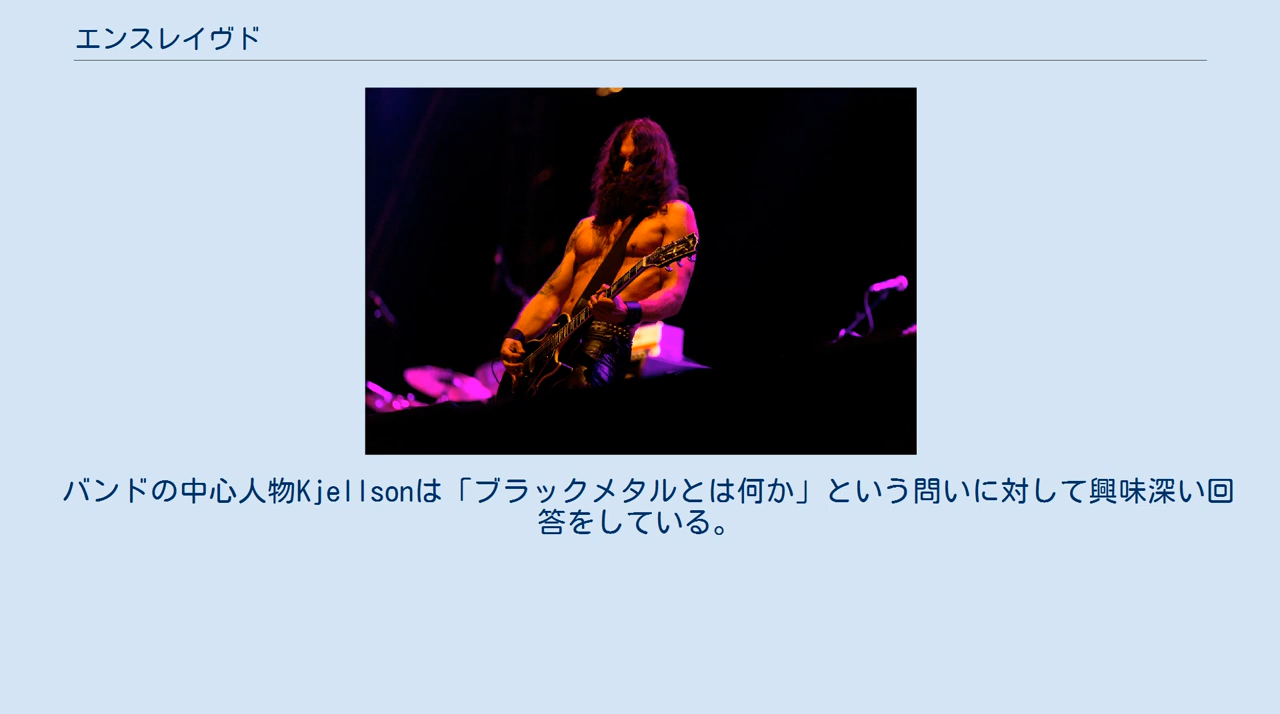 エンスレイヴド
バンドの中心人物Kjellsonは「ブラックメタルとは何か」という問いに対して興味深い回
答をしている。